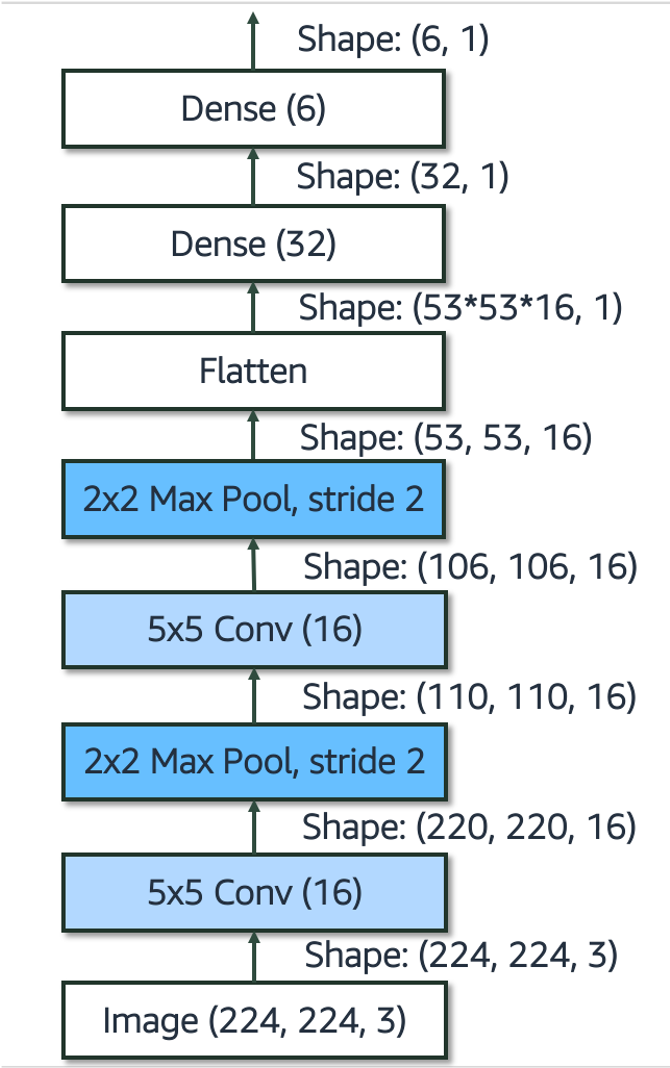 Shape: (6, 1)
Dense (6)
Shape: (32, 1)
Dense (32)
Shape: (53*53*16, 1)
Flatten
Shape: (53, 53, 16)
2x2 Max Pool, stride 2
Shape: (106, 106, 16)
5x5 Conv (16)
Shape: (110, 110, 16)
2x2 Max Pool, stride 2
Shape: (220, 220, 16)
5x5 Conv (16)
Shape: (224, 224, 3)
Image (224, 224, 3)